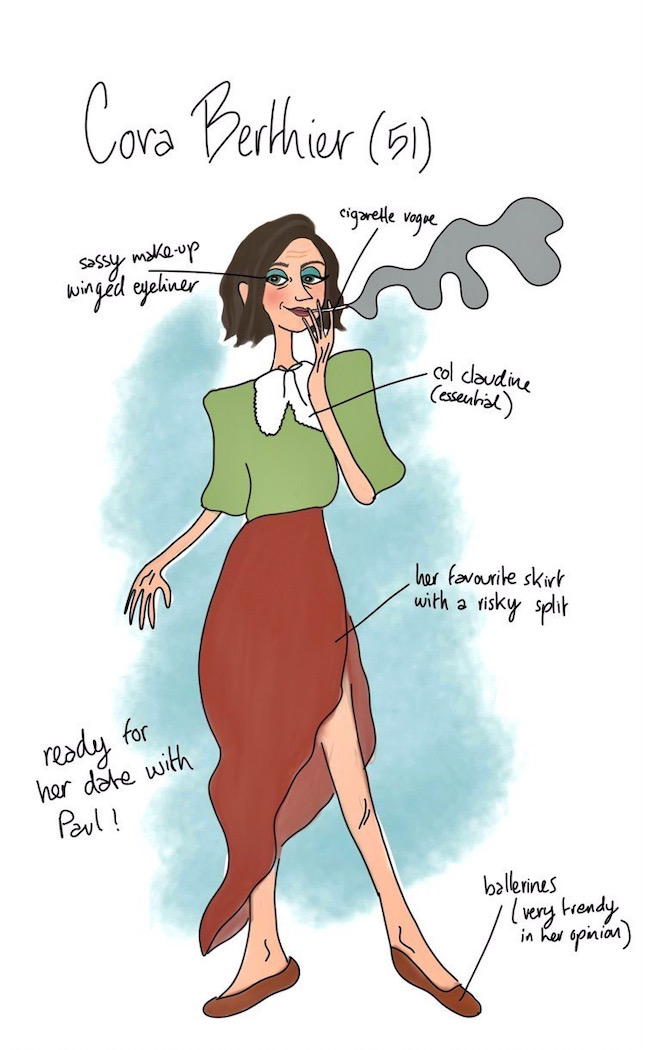 Cora Berthier (51)
cigarette vogue
sassy make-up
winged eyeliner
col claudine
(essential)
her favourite skirt
with a risky split
ready for
her date with
Paul!
ballerines
(very trendy
in her opinion)